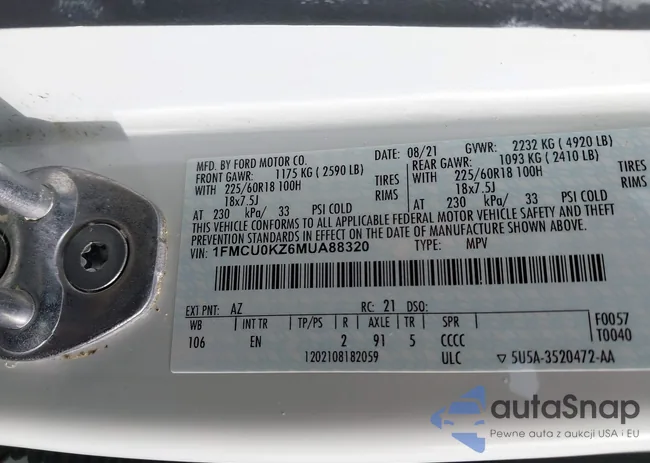 MFD. BY FORD MOTOR CO.
DATE: 08/21 GVWR: 2232 KG (4920 LB)
FRONT GAWR: 1175 KG (2590 LB) REAR GAWR: 1093 KG (2410 LB)
WITH 225/60R18 100H TIRES WITH 225/60R18 100H TIRES
18x7.5J RIMS 18x7.5J RIMS
AT 230 kPa/ 33 PSI COLD AT 230 kPa/ 33 PSI COLD
THIS VEHICLE CONFORMS TO ALL APPLICABLE FEDERAL MOTOR VEHICLE SAFETY AND THEFT
PREVENTION STANDARDS IN EFFECT ON THE DATE OF MANUFACTURE SHOWN ABOVE.
VIN: 1FMCU0KZ6MUA88320 TYPE: MPV
EXT PNT: AZ RC: 21 DSO:
WB INT TR TP/PS R AXLE TR SPR F0057
106 EN 2 91 5 CCCC T0040
1202108182059 ULC ▽ 5U5A-3520472-AA
autaSnap
Pewne auta z aukcji USA i EU